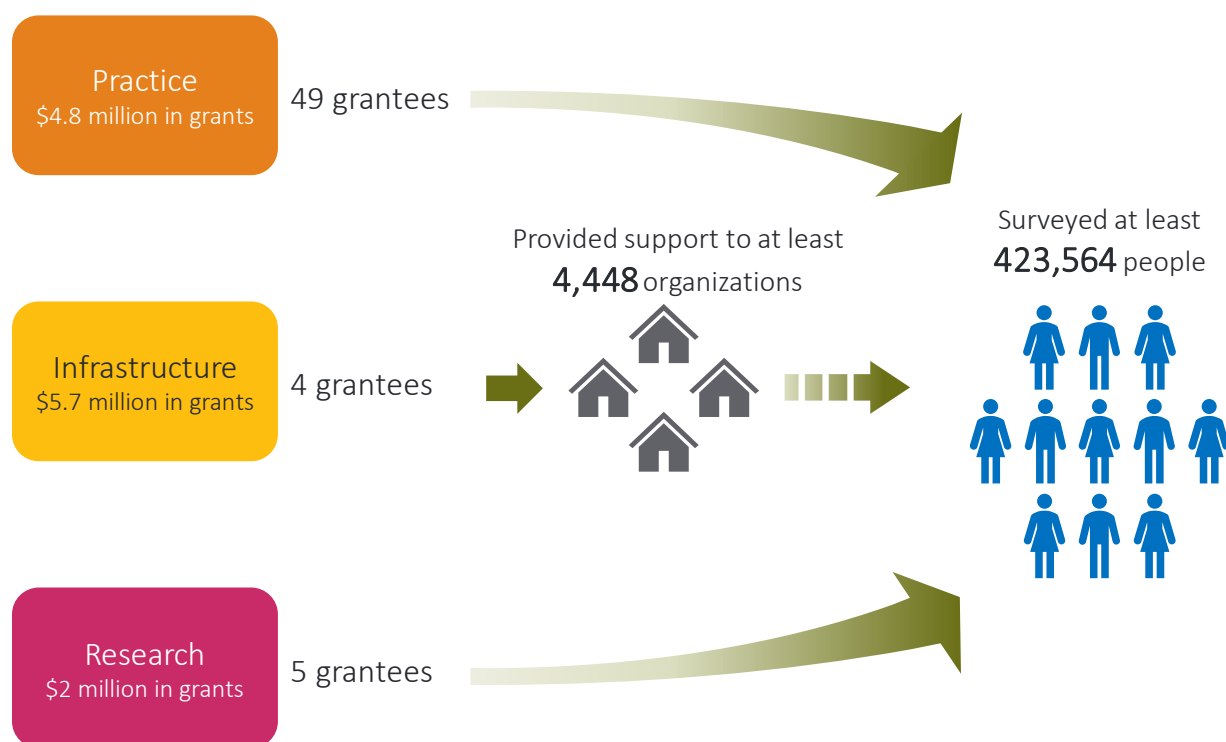 Practice
$4.8 million in grants
49 grantees
Provided support to at least
4,448 organizations
Surveyed at least
423,564 people
Infrastructure
$5.7 million in grants
4 grantees
Research
$2 million in grants
5 grantees